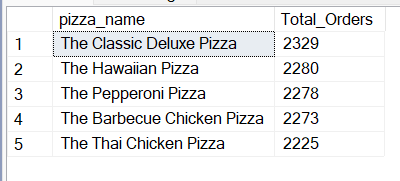 pizza_name Total_Orders
1 The Classic Deluxe Pizza 2329
2 The Hawaiian Pizza 2280
3 The Pepperoni Pizza 2278
4 The Barbecue Chicken Pizza 2273
5 The Thai Chicken Pizza 2225